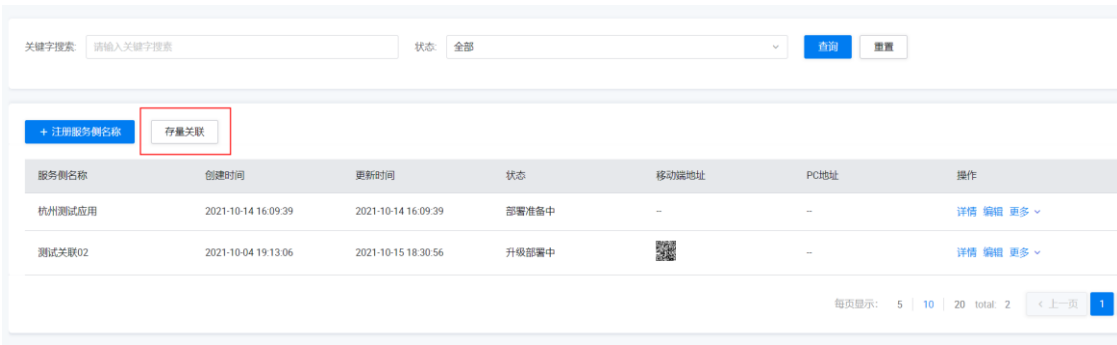 关键字搜索: 请输入关键字搜索 状态: 全部 查询 重置
+ 注册服务侧名称 存量关联
服务侧名称 创建时间 更新时间 状态 移动端地址 PC地址 操作
杭州测试应用 2021-10-14 16:09:39 2021-10-14 16:09:39 部署准备中 -- -- 详情 编辑 更多
测试关联02 2021-10-04 19:13:06 2021-10-15 18:30:56 升级部署中 -- 详情 编辑 更多
每页显示: 5 10 20 total: 2 < 上一页 1